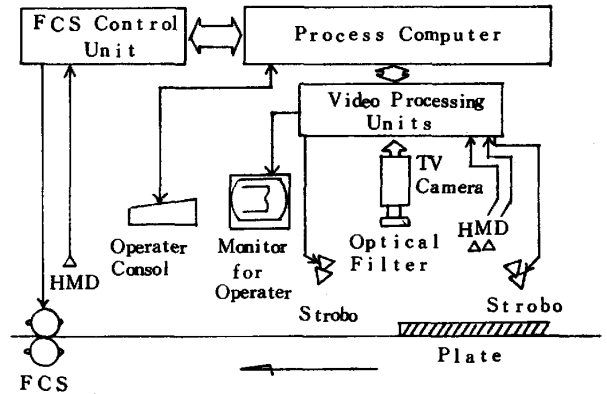 FCS Control
Unit
Process Computer
Video Processing
Units
TV
Camera
Operater
Consol
Monitor
for
Operater
Optical
Filter
HMD
HMD
Strobo
Strobo
Plate
FCS